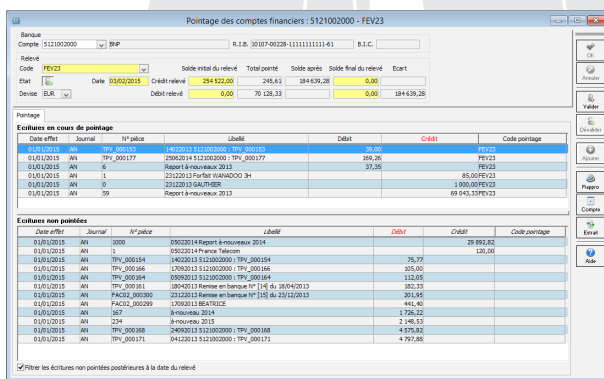 Pointage des comptes financiers : 5121002000 - FEV23
Banque
Compte 5121002000 BNP R.I.B. 10107-00228-11111111111-61 B.I.C.
Relevé
Code FEV23 Solde initial du relevé Total pointé Solde après Solde final du relevé Ecart
Etat Date 03/02/2015 Crédit relevé 254 522,00 245,61 184 639,28 0,00
Devise EUR Débit relevé 0,00 70 128,33 0,00 184 639,28
Pointage
Ecritures en cours de pointage
Date effet Journal N° pièce Libellé Débit Crédit Code pointage
01/01/2015 AN TPV_000153 14022013 5121002000 : TPV_000153 39,00 FEV23
01/01/2015 AN TPV_000177 25062014 5121002000 : TPV_000177 169,26 FEV23
01/01/2015 AN 6 Report à-nouveaux 2013 37,35 FEV23
01/01/2015 AN 1 23122013 Forfait WANADOO 3H 85,00 FEV23
01/01/2015 AN 0 23122013 GAUTHIER 1 000,00 FEV23
01/01/2015 AN 59 Report à-nouveaux 2013 69 043,33 FEV23
Ecritures non pointées
Date effet Journal N° pièce Libellé Débit Crédit Code pointage
01/01/2015 AN 1000 05022014 Report à-nouveaux 2014 29 892,82
01/01/2015 AN 1 05022014 France Telecom 120,00
01/01/2015 AN TPV_000154 14022013 5121002000 : TPV_000154 75,77
01/01/2015 AN TPV_000166 17092013 5121002000 : TPV_000166 105,00
01/01/2015 AN TPV_000164 05092013 5121002000 : TPV_000164 112,05
01/01/2015 AN TPV_000161 18042013 Remise en banque N° [14] du 18/04/2013 182,33
01/01/2015 AN FAC02_000300 23122013 Remise en banque N° [15] du 23/12/2013 201,95
01/01/2015 AN FAC02_000299 17092013 BEATRICE 441,40
01/01/2015 AN 167 à-nouveau 2014 1 726,22
01/01/2015 AN 234 à-nouveau 2015 2 148,53
01/01/2015 AN TPV_000168 24092013 5121002000 : TPV_000168 4 575,82
01/01/2015 AN TPV_000171 04122013 5121002000 : TPV_000171 4 797,88
Filtrer les écritures non pointées postérieures à la date du relevé
OK
Annuler
Valider
Dévalider
Ajouter
Rappro
Compte
Extrait
Aide